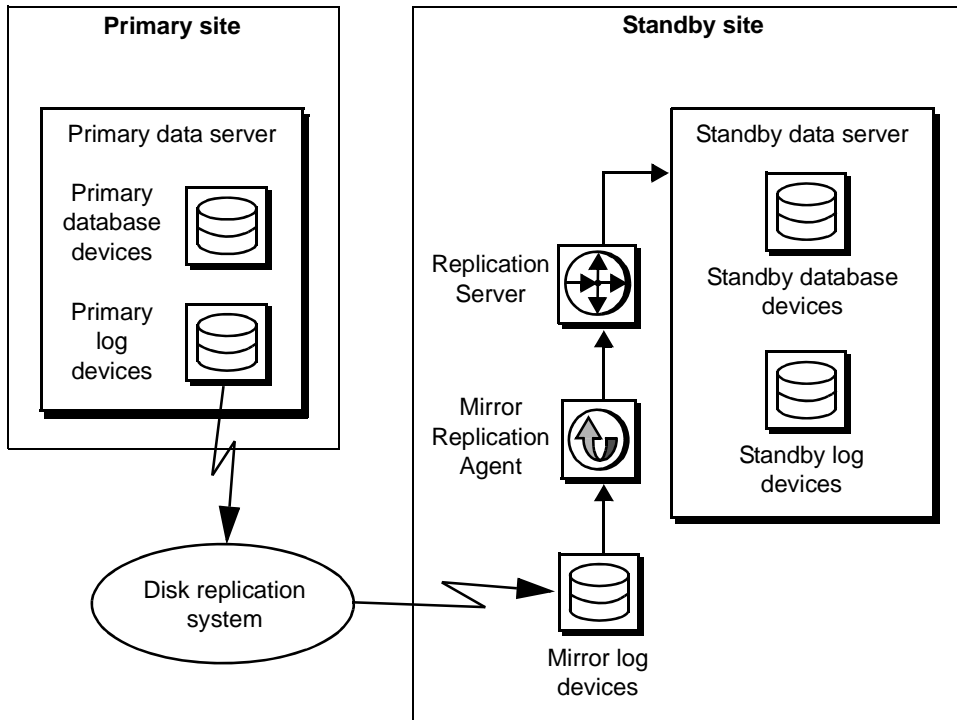 Primary site
Primary data server
Primary
database
devices
Primary
log
devices
Disk replication
system
Standby site
Standby data server
Standby database
devices
Standby log
devices
Replication
Server
Mirror
Replication
Agent
Mirror log
devices